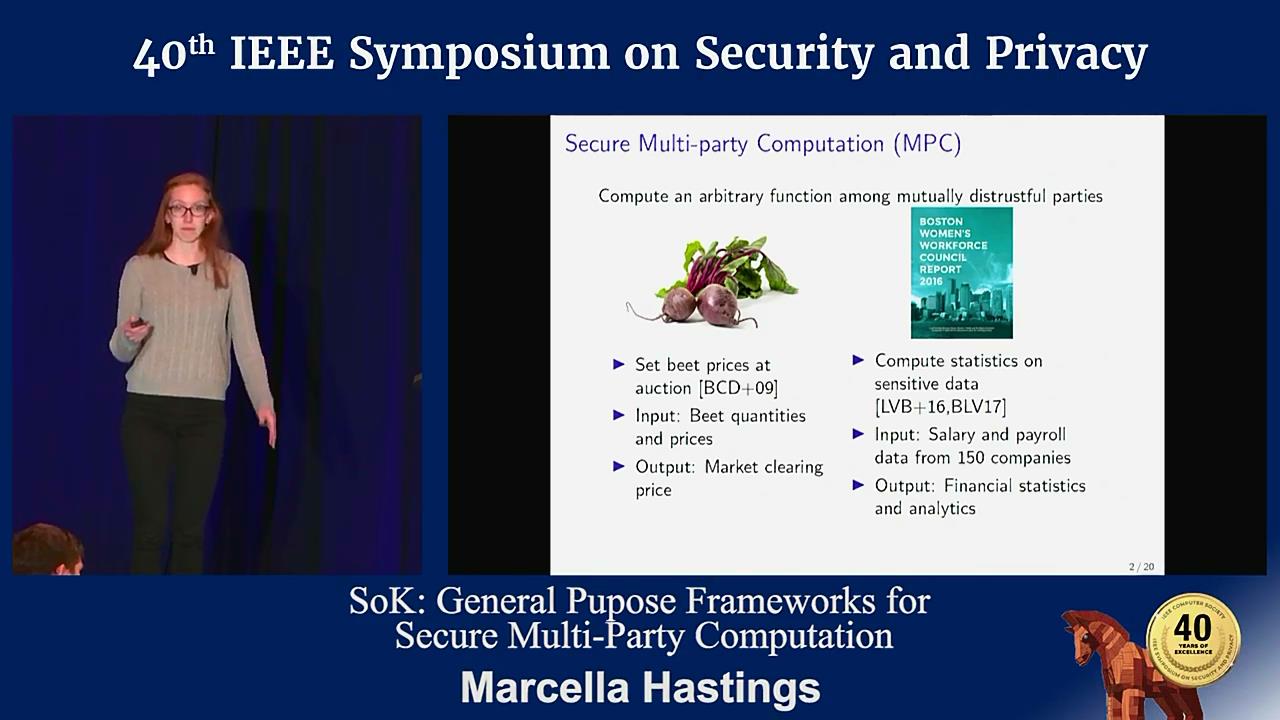 40th IEEE Symposium on Security and Privacy
Secure Multi-party Computation (MPC)
Compute an arbitrary function among mutually distrustful parties
BOSTON
WOMEN'S
WORKFORCE
COUNCIL
REPORT
2016
Set beet prices at
auction [BCD+09]
Input: Beet quantities
and prices
Output: Market clearing
price
Compute statistics on
sensitive data
[LVB+16,BLV17]
Input: Salary and payroll
data from 150 companies
Output: Financial statistics
and analytics
2 / 20
SoK: General Pupose Frameworks for
Secure Multi-Party Computation
Marcella Hastings
IEEE COMPUTER SOCIETY
40
YEARS OF
EXCELLENCE
IEEE SYMPOSIUM ON SECURITY AND PRIVACY